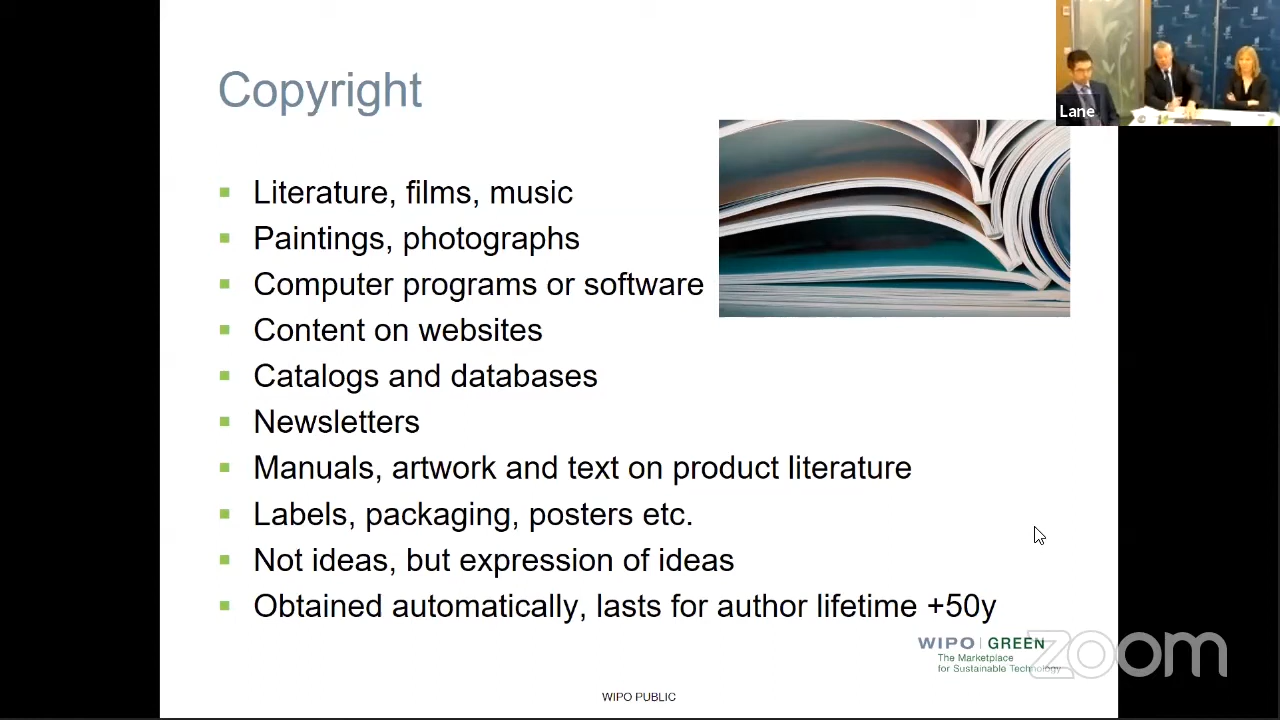 Copyright
Lane
Literature, films, music
Paintings, photographs
Computer programs or software
Content on websites
Catalogs and databases
Newsletters
Manuals, artwork and text on product literature
Labels, packaging, posters etc.
Not ideas, but expression of ideas
Obtained automatically, lasts for author lifetime +50y
WIPO | GREEN
The Marketplace
for Sustainable Technology
zoom
WIPO PUBLIC